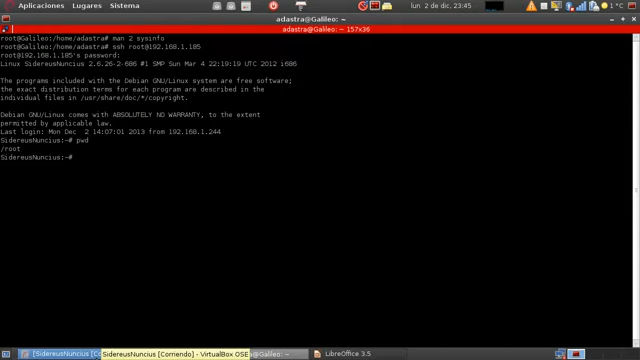 Aplicaciones Lugares Sistema lun 2 de dic, 23:45 1 °C
adastra@Galileo: ~
adastra@Galileo: ~ 157x36
root@Galileo:/home/adastra# man 2 sysinfo
root@Galileo:/home/adastra# ssh root@192.168.1.185
root@192.168.1.185's password:
Linux SidereusNuncius 2.6.26-2-686 #1 SMP Sun Mar 4 22:19:19 UTC 2012 i686
The programs included with the Debian GNU/Linux system are free software;
the exact distribution terms for each program are described in the
individual files in /usr/share/doc/*/copyright.
Debian GNU/Linux comes with ABSOLUTELY NO WARRANTY, to the extent
permitted by applicable law.
Last login: Mon Dec  2 14:07:01 2013 from 192.168.1.244
SidereusNuncius:~# pwd
/root
SidereusNuncius:~#
[SidereusNuncius [Co SidereusNuncius [Corriendo] - VirtualBox OSE @Galileo: ~ LibreOffice 3.5